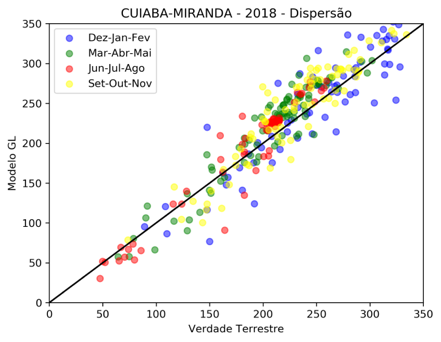 CUIABA-MIRANDA - 2018 - Dispersão
350
300
250
200
150
100
50
0
Modelo GL
Dez-Jan-Fev
Mar-Abr-Mai
Jun-Jul-Ago
Set-Out-Nov
0 50 100 150 200 250 300 350
Verdade Terrestre